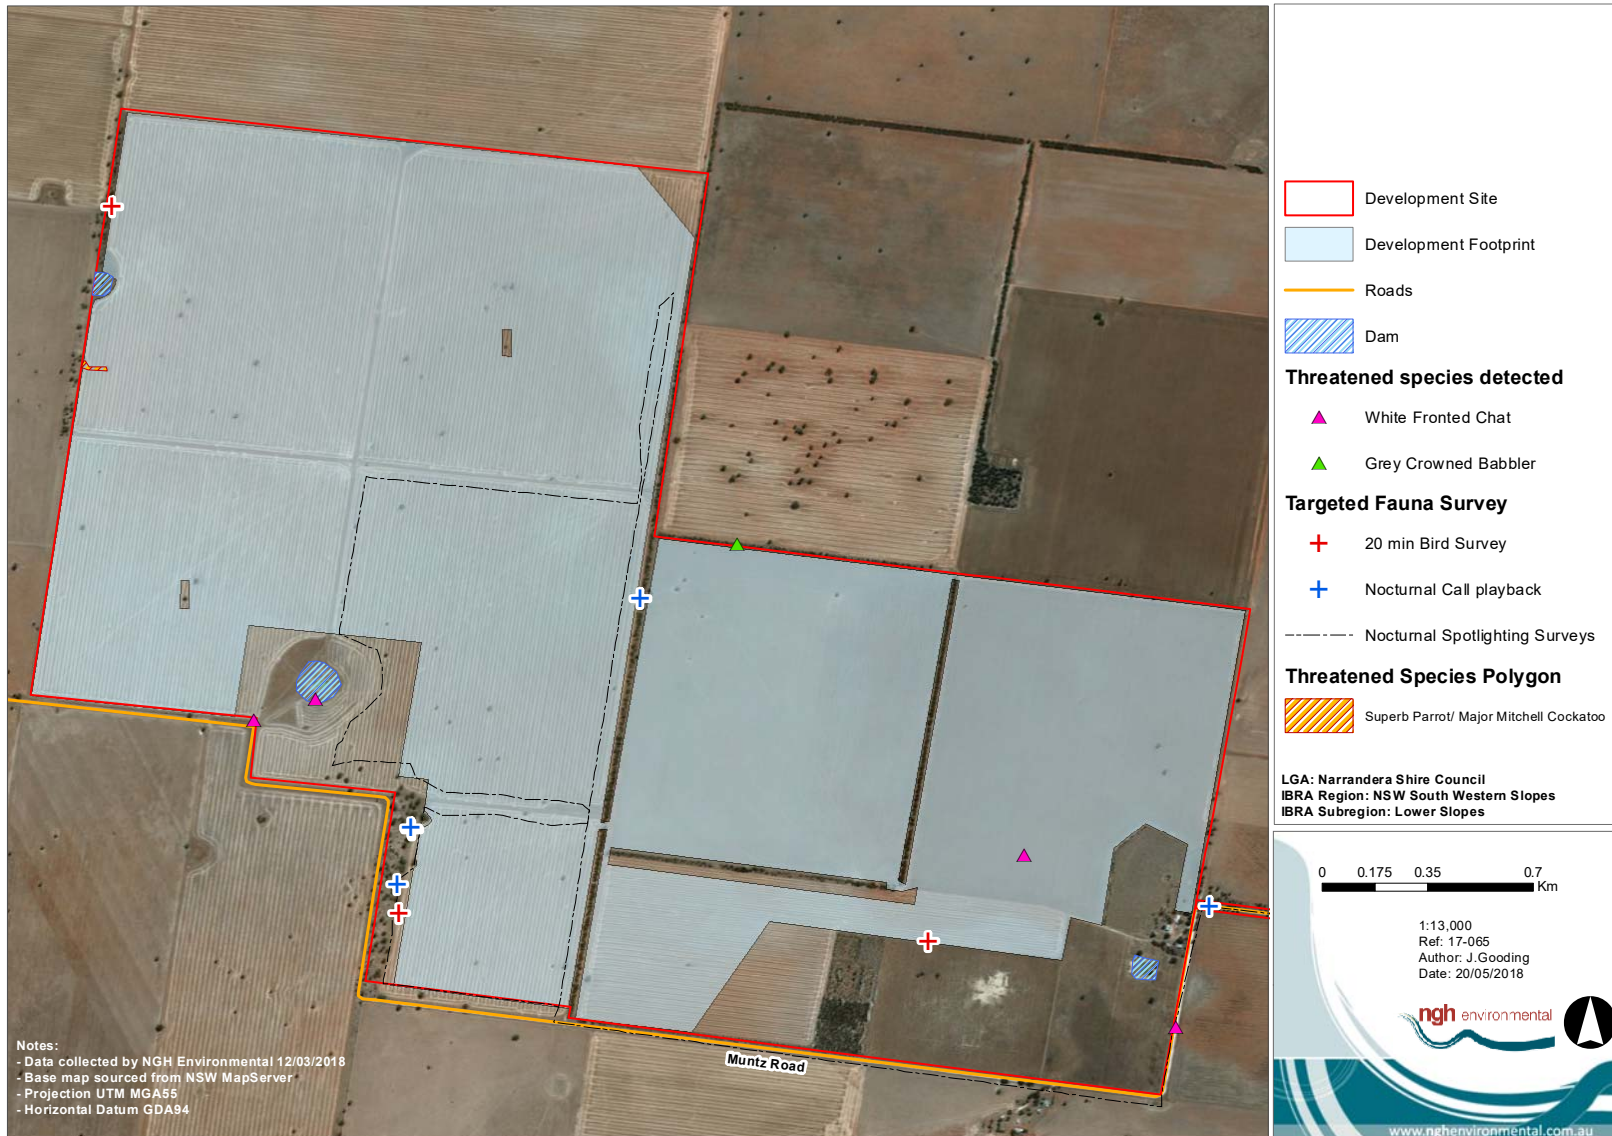 Development Site
Development Footprint
Roads
Dam
Threatened species detected
White Fronted Chat
Grey Crowned Babbler
Targeted Fauna Survey
20 min Bird Survey
Nocturnal Call playback
Nocturnal Spotlighting Surveys
Threatened Species Polygon
Superb Parrot/ Major Mitchell Cockatoo
LGA: Narrandera Shire Council
IBRA Region: NSW South Western Slopes
IBRA Subregion: Lower Slopes
0 0.175 0.35 0.7
Km
1:13,000
Ref: 17-065
Author: J.Gooding
Date: 20/05/2018
ngh environmental
www.nghenvironmental.com.au
Muntz Road
Notes:
- Data collected by NGH Environmental 12/03/2018
- Base map sourced from NSW MapServer
- Projection UTM MGA55
- Horizontal Datum GDA94